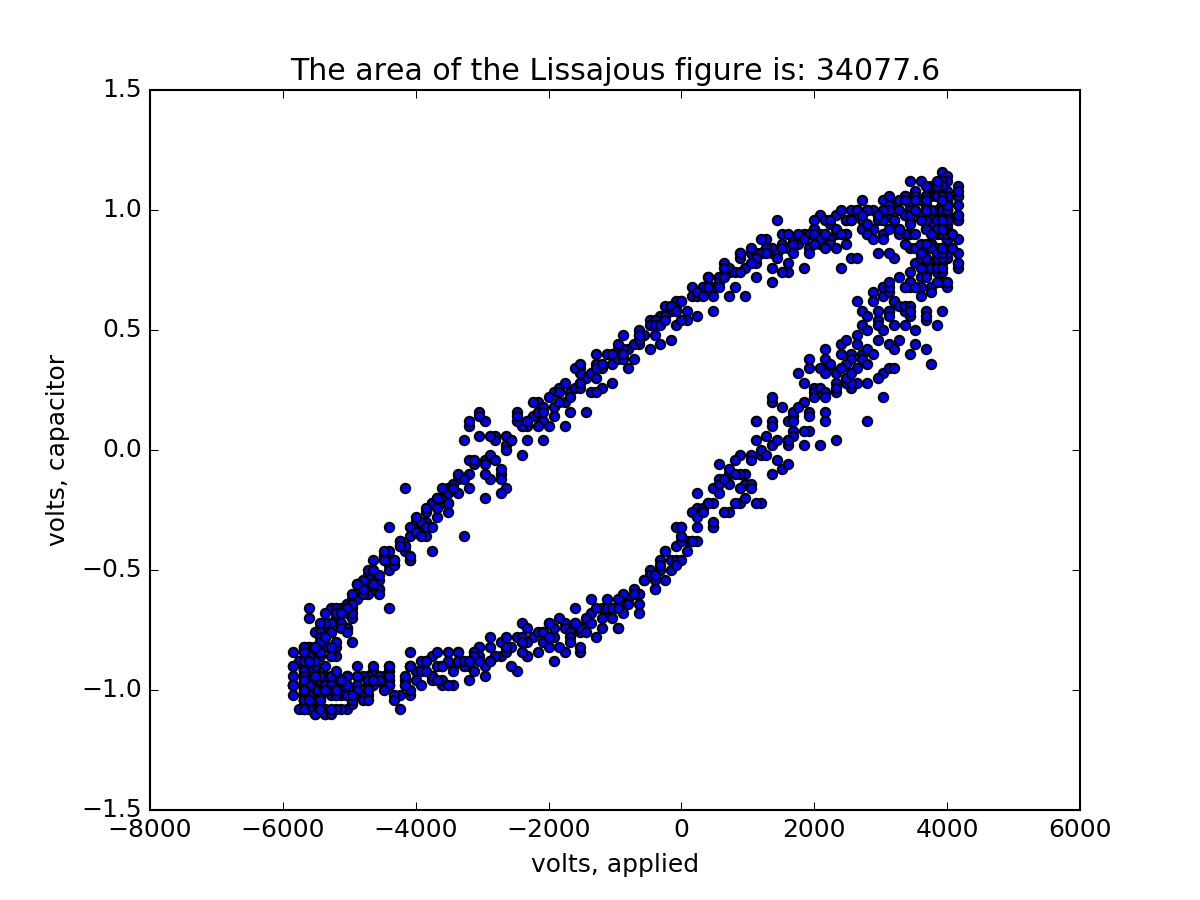 The area of the Lissajous figure is: 34077.6
1.5
1.0
0.5
0.0
−0.5
−1.0
−1.5
volts, capacitor
−8000 −6000 −4000 −2000 0 2000 4000 6000
volts, applied